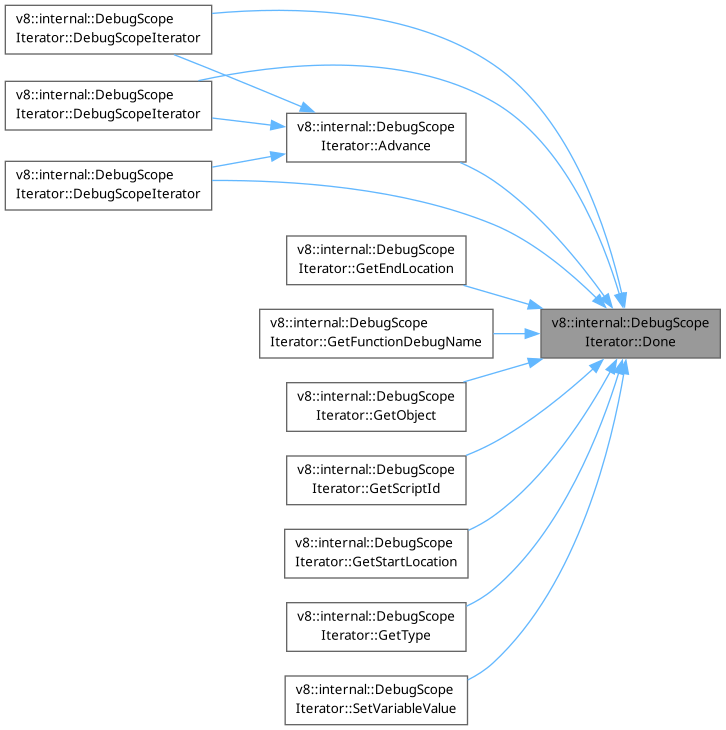 v8::internal::DebugScope
Iterator::DebugScopeIterator
v8::internal::DebugScope
Iterator::DebugScopeIterator
v8::internal::DebugScope
Iterator::Advance
v8::internal::DebugScope
Iterator::DebugScopeIterator
v8::internal::DebugScope
Iterator::GetEndLocation
v8::internal::DebugScope
Iterator::GetFunctionDebugName
v8::internal::DebugScope
Iterator::Done
v8::internal::DebugScope
Iterator::GetObject
v8::internal::DebugScope
Iterator::GetScriptId
v8::internal::DebugScope
Iterator::GetStartLocation
v8::internal::DebugScope
Iterator::GetType
v8::internal::DebugScope
Iterator::SetVariableValue